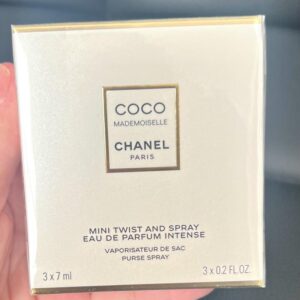 COCO
MADEMOISELLE
CHANEL
PARIS
MINI TWIST AND SPRAY
EAU DE PARFUM INTENSE
VAPORISATEUR DE SAC
PURSE SPRAY
3 x 7 ml 3 x 0.2 FL.OZ.